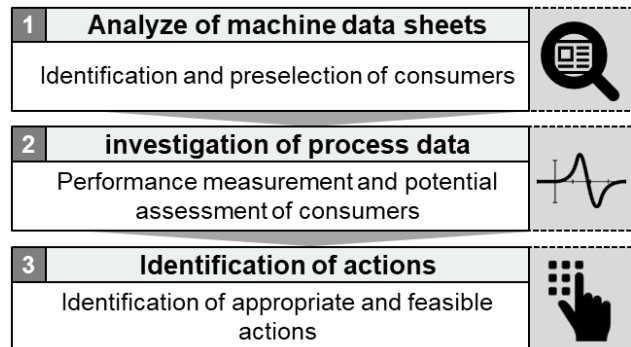 1 Analyze of machine data sheets
Identification and preselection of consumers
2 investigation of process data
Performance measurement and potential
assessment of consumers
3 Identification of actions
Identification of appropriate and feasible
actions